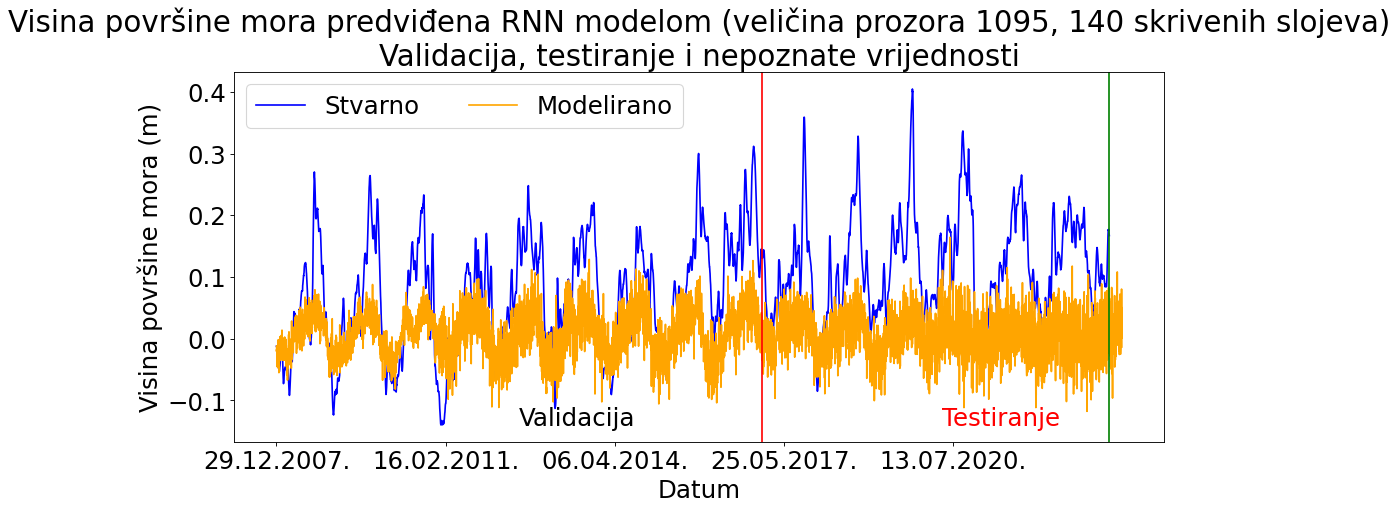 Visina površine mora predviđena RNN modelom (veličina prozora 1095, 140 skrivenih slojeva)
Validacija, testiranje i nepoznate vrijednosti
Stvarno
Modelirano
Visina površine mora (m)
0.4
0.3
0.2
0.1
0.0
−0.1
Validacija
Testiranje
29.12.2007.
16.02.2011.
06.04.2014.
25.05.2017.
13.07.2020.
Datum